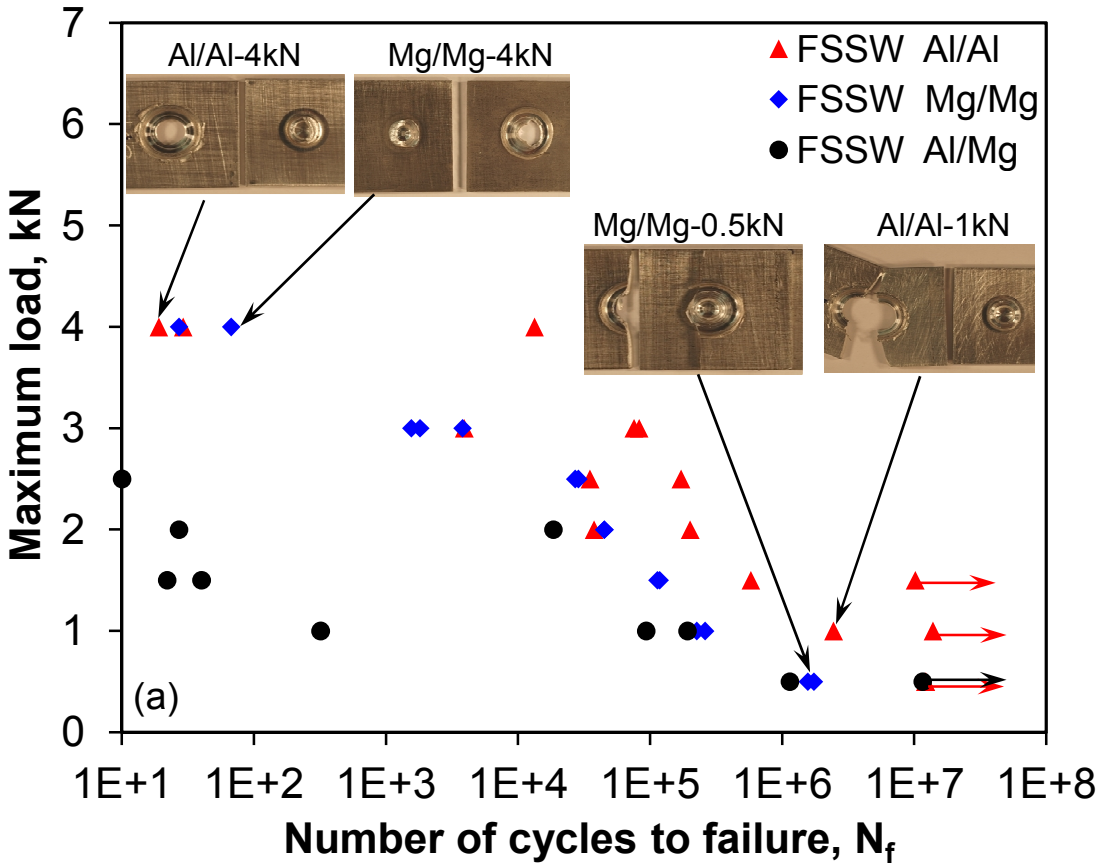 7
6
5
4
3
2
1
0
Maximum load, kN
Al/Al-4kN
Mg/Mg-4kN
FSSW Al/Al
FSSW Mg/Mg
FSSW Al/Mg
Mg/Mg-0.5kN
Al/Al-1kN
(a)
1E+1 1E+2 1E+3 1E+4 1E+5 1E+6 1E+7 1E+8
Number of cycles to failure, N_f